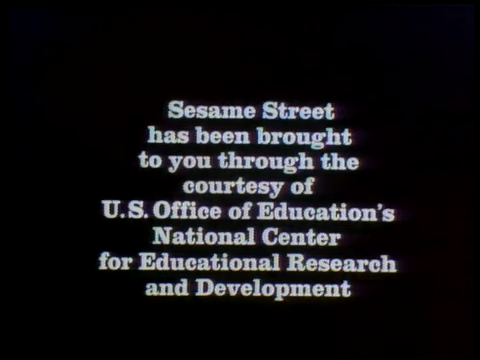 Sesame Street
has been brought
to you through the
courtesy of
U.S. Office of Education's
National Center
for Educational Research
and Development